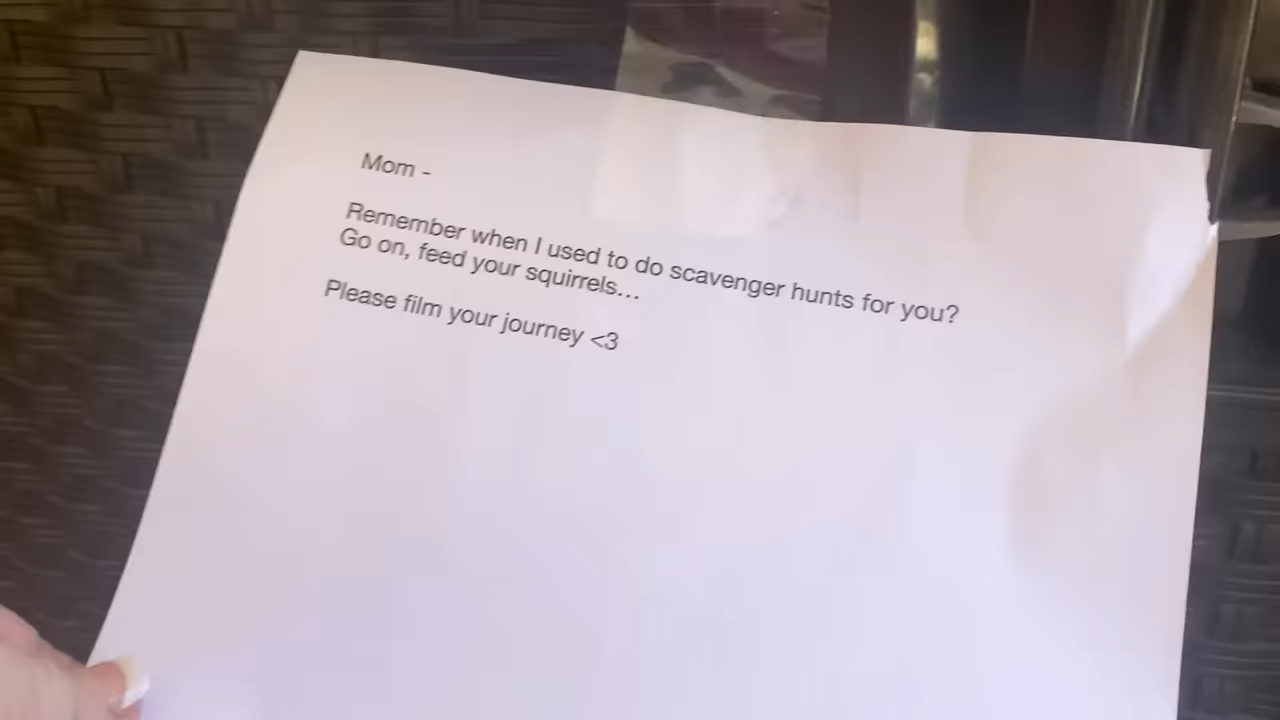 Mom -
Remember when I used to do scavenger hunts for you?
Go on, feed your squirrels...
Please film your journey <3